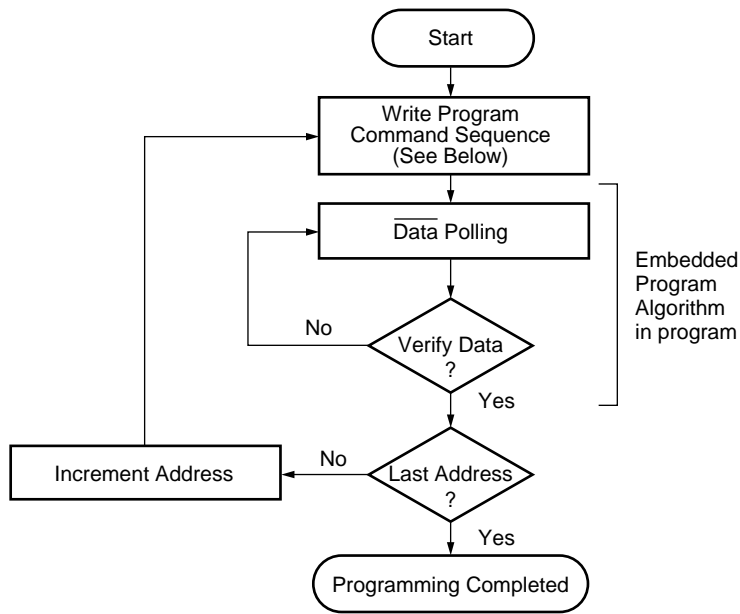 Start
Write Program
Command Sequence
(See Below)
Data Polling
Embedded
Program
Algorithm
in program
No
Verify Data
?
Yes
Increment Address
No
Last Address
?
Yes
Programming Completed